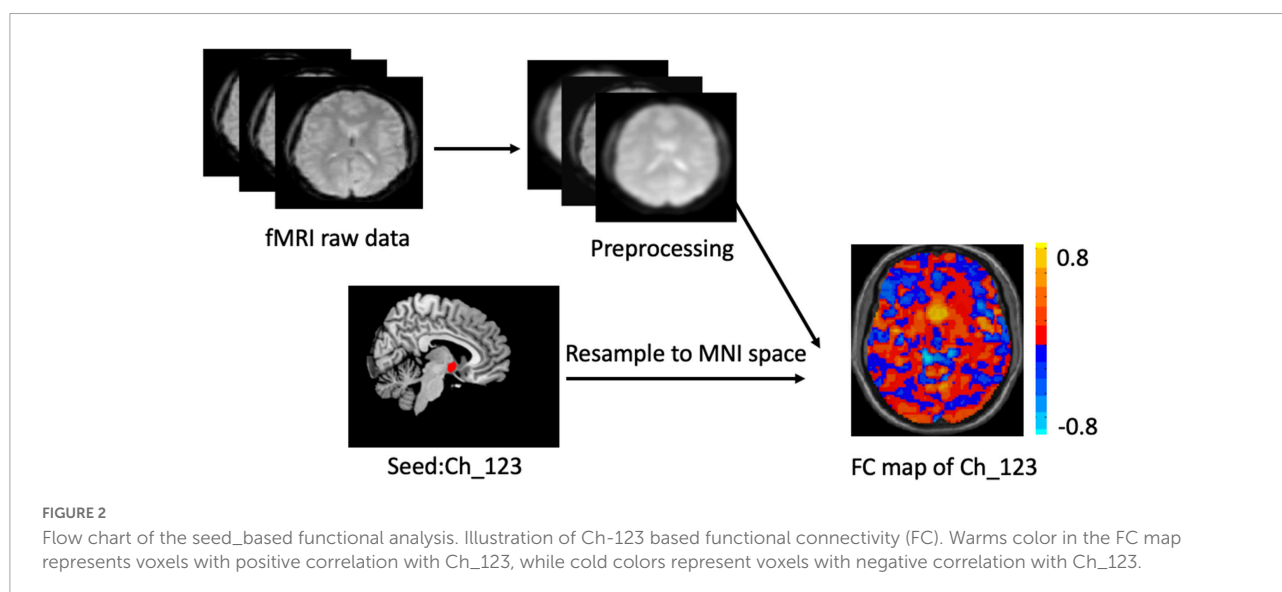 fMRI raw data
Preprocessing
Seed:Ch_123
Resample to MNI space
0.8
-0.8
FC map of Ch_123
FIGURE 2
Flow chart of the seed_based functional analysis. Illustration of Ch-123 based functional connectivity (FC). Warms color in the FC map
represents voxels with positive correlation with Ch_123, while cold colors represent voxels with negative correlation with Ch_123.